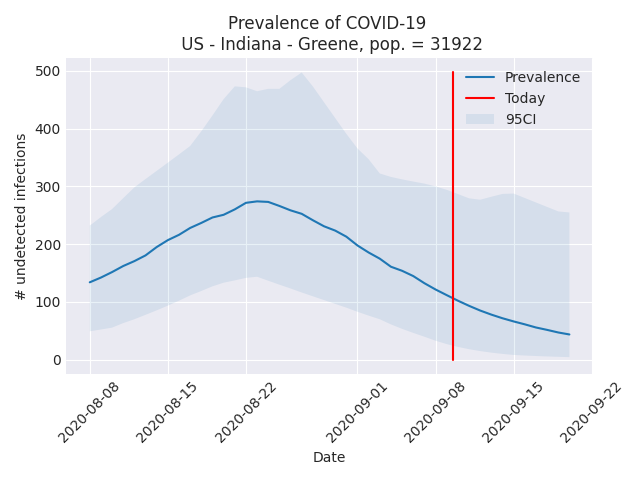 Prevalence of COVID-19
US - Indiana - Greene, pop. = 31922
500
400
300
200
100
0
# undetected infections
Prevalence
Today
95CI
2020-08-08
2020-08-15
2020-08-22
2020-09-01
2020-09-08
2020-09-15
2020-09-22
Date